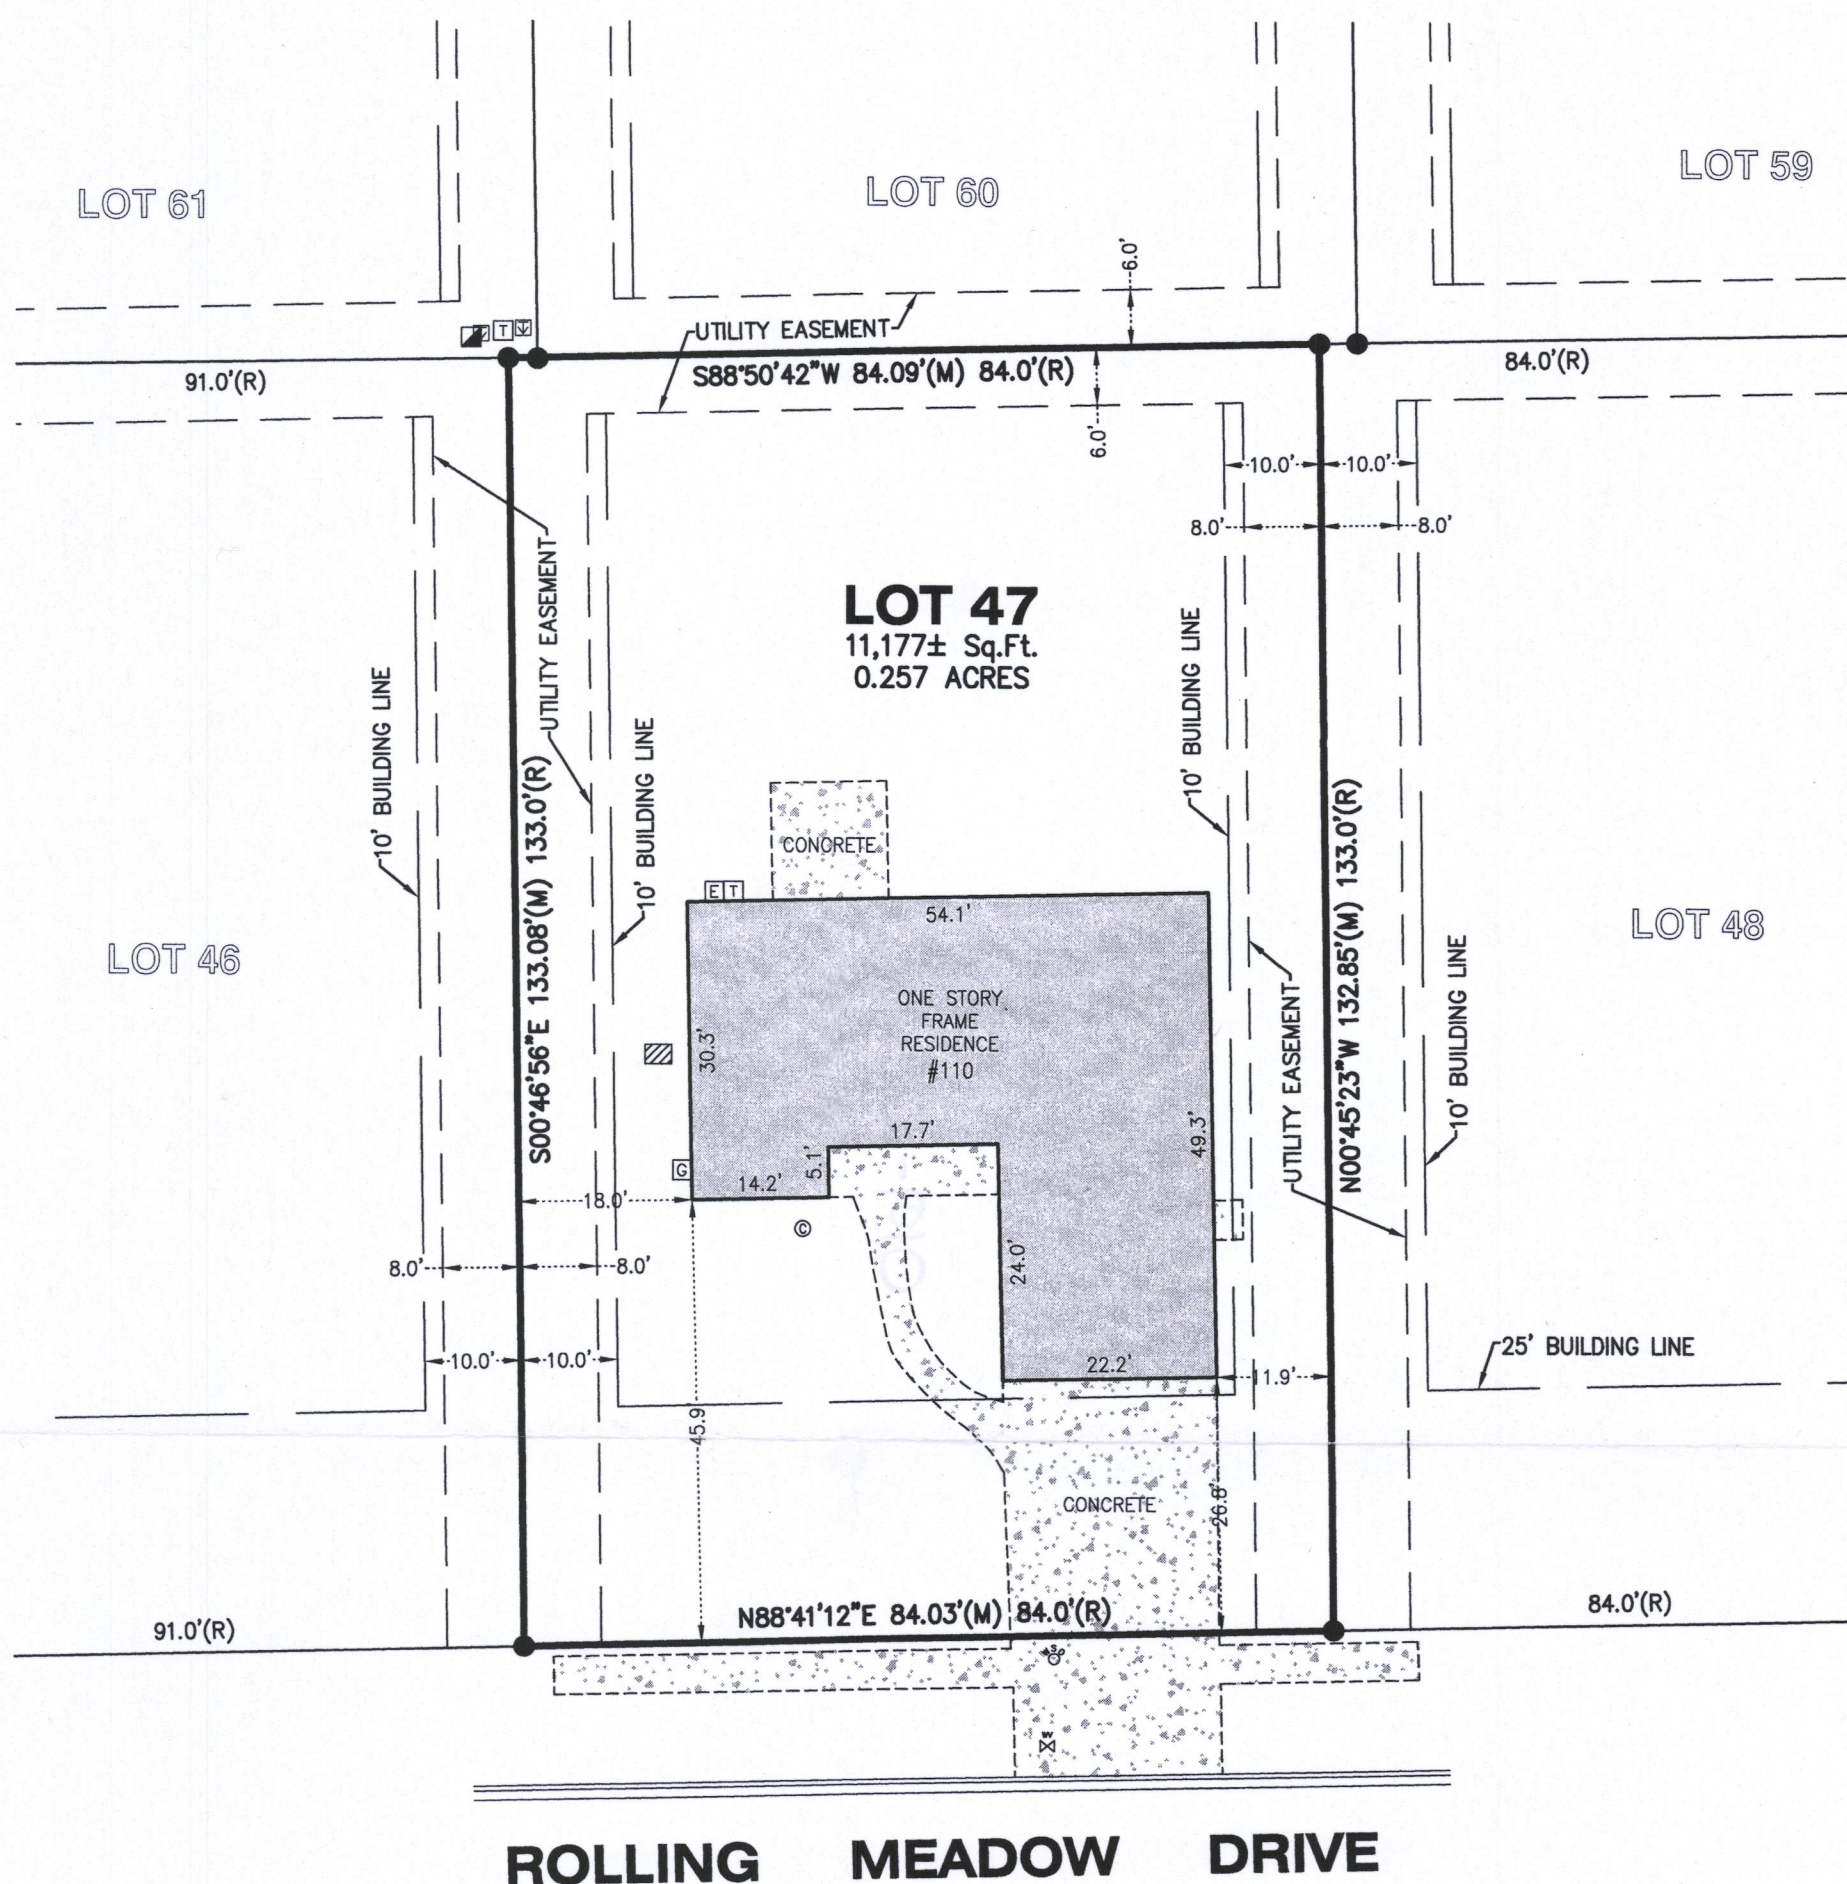 LOT 61
LOT 60
LOT 59
6.0'
T
UTILITY EASEMENT
91.0'(R)
S88°50'42"W 84.09'(M) 84.0'(R)
84.0'(R)
6.0'
10.0'
10.0'
8.0'
8.0'
UTILITY EASEMENT
LOT 47
11,177± Sq.Ft.
0.257 ACRES
10' BUILDING LINE
10' BUILDING LINE
10' BUILDING LINE
S00°46'56"E 133.08'(M) 133.0'(R)
N00°45'23"W 132.85'(M) 133.0'(R)
CONCRETE
E T
54.1'
LOT 46
LOT 48
ONE STORY
FRAME
RESIDENCE
#110
30.3'
10' BUILDING LINE
UTILITY EASEMENT
49.3'
17.7'
5.1'
G
14.2'
18.0'
C
24.0'
8.0'
8.0'
10.0'
10.0'
22.2'
11.9'
25' BUILDING LINE
45.9'
CONCRETE
26.8'
N88°41'12"E 84.03'(M) 84.0'(R)
91.0'(R)
84.0'(R)
S
W
ROLLING MEADOW DRIVE